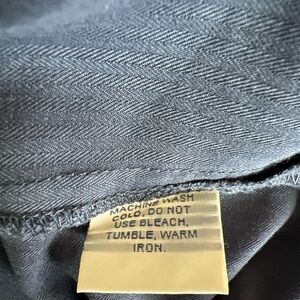 MACHINE WASH
COLD, DO NOT
USE BLEACH,
TUMBLE, WARM
IRON.